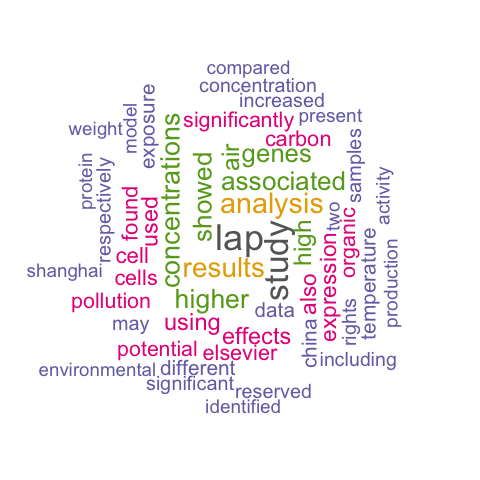 compared
concentration
increased
present
significantly
carbon
weight
model
exposure
air
genes
concentrations
showed
associated
samples
activity
protein
respectively
found
used
analysis
two
cell
lap
study
high
organic
shanghai
cells
results
also
expression
temperature
production
pollution
higher
data
rights
may
using
effects
china
potential
elsevier
including
environmental
different
significant
reserved
identified